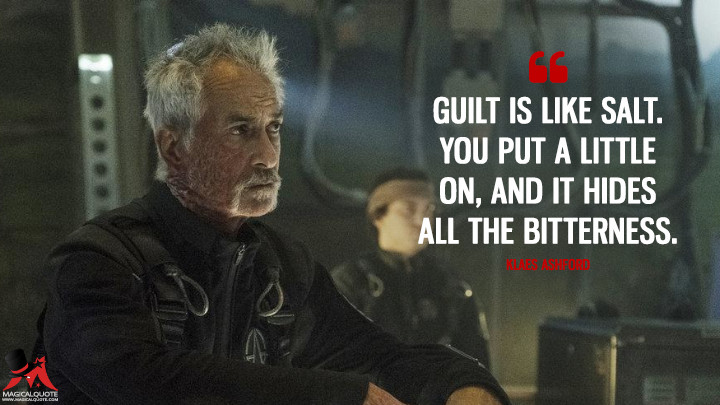 GUILT IS LIKE SALT.
YOU PUT A LITTLE
ON, AND IT HIDES
ALL THE BITTERNESS.
KLAES ASHFORD
MAGICALQUOTE
WWW.MAGICALQUOTE.COM